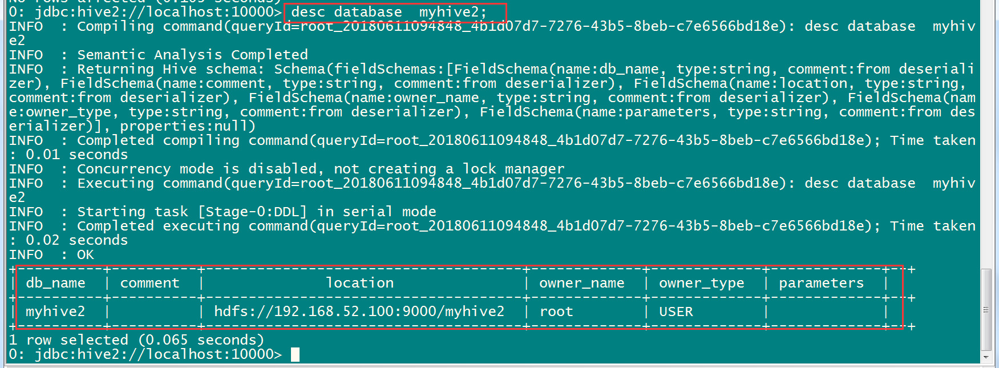 No rows affected (0.109 seconds)
0: jdbc:hive2://localhost:10000> desc database  myhive2;
INFO  : Compiling command(queryId=root_20180611094848_4b1d07d7-7276-43b5-8beb-c7e6566bd18e): desc database  myhiv
e2
INFO  : Semantic Analysis Completed
INFO  : Returning Hive schema: Schema(fieldSchemas:[FieldSchema(name:db_name, type:string, comment:from deseriali
zer), FieldSchema(name:comment, type:string, comment:from deserializer), FieldSchema(name:location, type:string,
comment:from deserializer), FieldSchema(name:owner_name, type:string, comment:from deserializer), FieldSchema(nam
e:owner_type, type:string, comment:from deserializer), FieldSchema(name:parameters, type:string, comment:from des
erializer)], properties:null)
INFO  : Completed compiling command(queryId=root_20180611094848_4b1d07d7-7276-43b5-8beb-c7e6566bd18e); Time taken
: 0.01 seconds
INFO  : Concurrency mode is disabled, not creating a lock manager
INFO  : Executing command(queryId=root_20180611094848_4b1d07d7-7276-43b5-8beb-c7e6566bd18e): desc database  myhiv
e2
INFO  : Starting task [Stage-0:DDL] in serial mode
INFO  : Completed executing command(queryId=root_20180611094848_4b1d07d7-7276-43b5-8beb-c7e6566bd18e); Time taken
: 0.02 seconds
INFO  : OK
+----------+----------+-------------------------------------+-------------+-------------+-------------+--+
| db_name  | comment  |              location               | owner_name  | owner_type  | parameters  |
+----------+----------+-------------------------------------+-------------+-------------+-------------+--+
| myhive2  |          | hdfs://192.168.52.100:9000/myhive2  | root        | USER        |             |
+----------+----------+-------------------------------------+-------------+-------------+-------------+--+
1 row selected (0.065 seconds)
0: jdbc:hive2://localhost:10000>